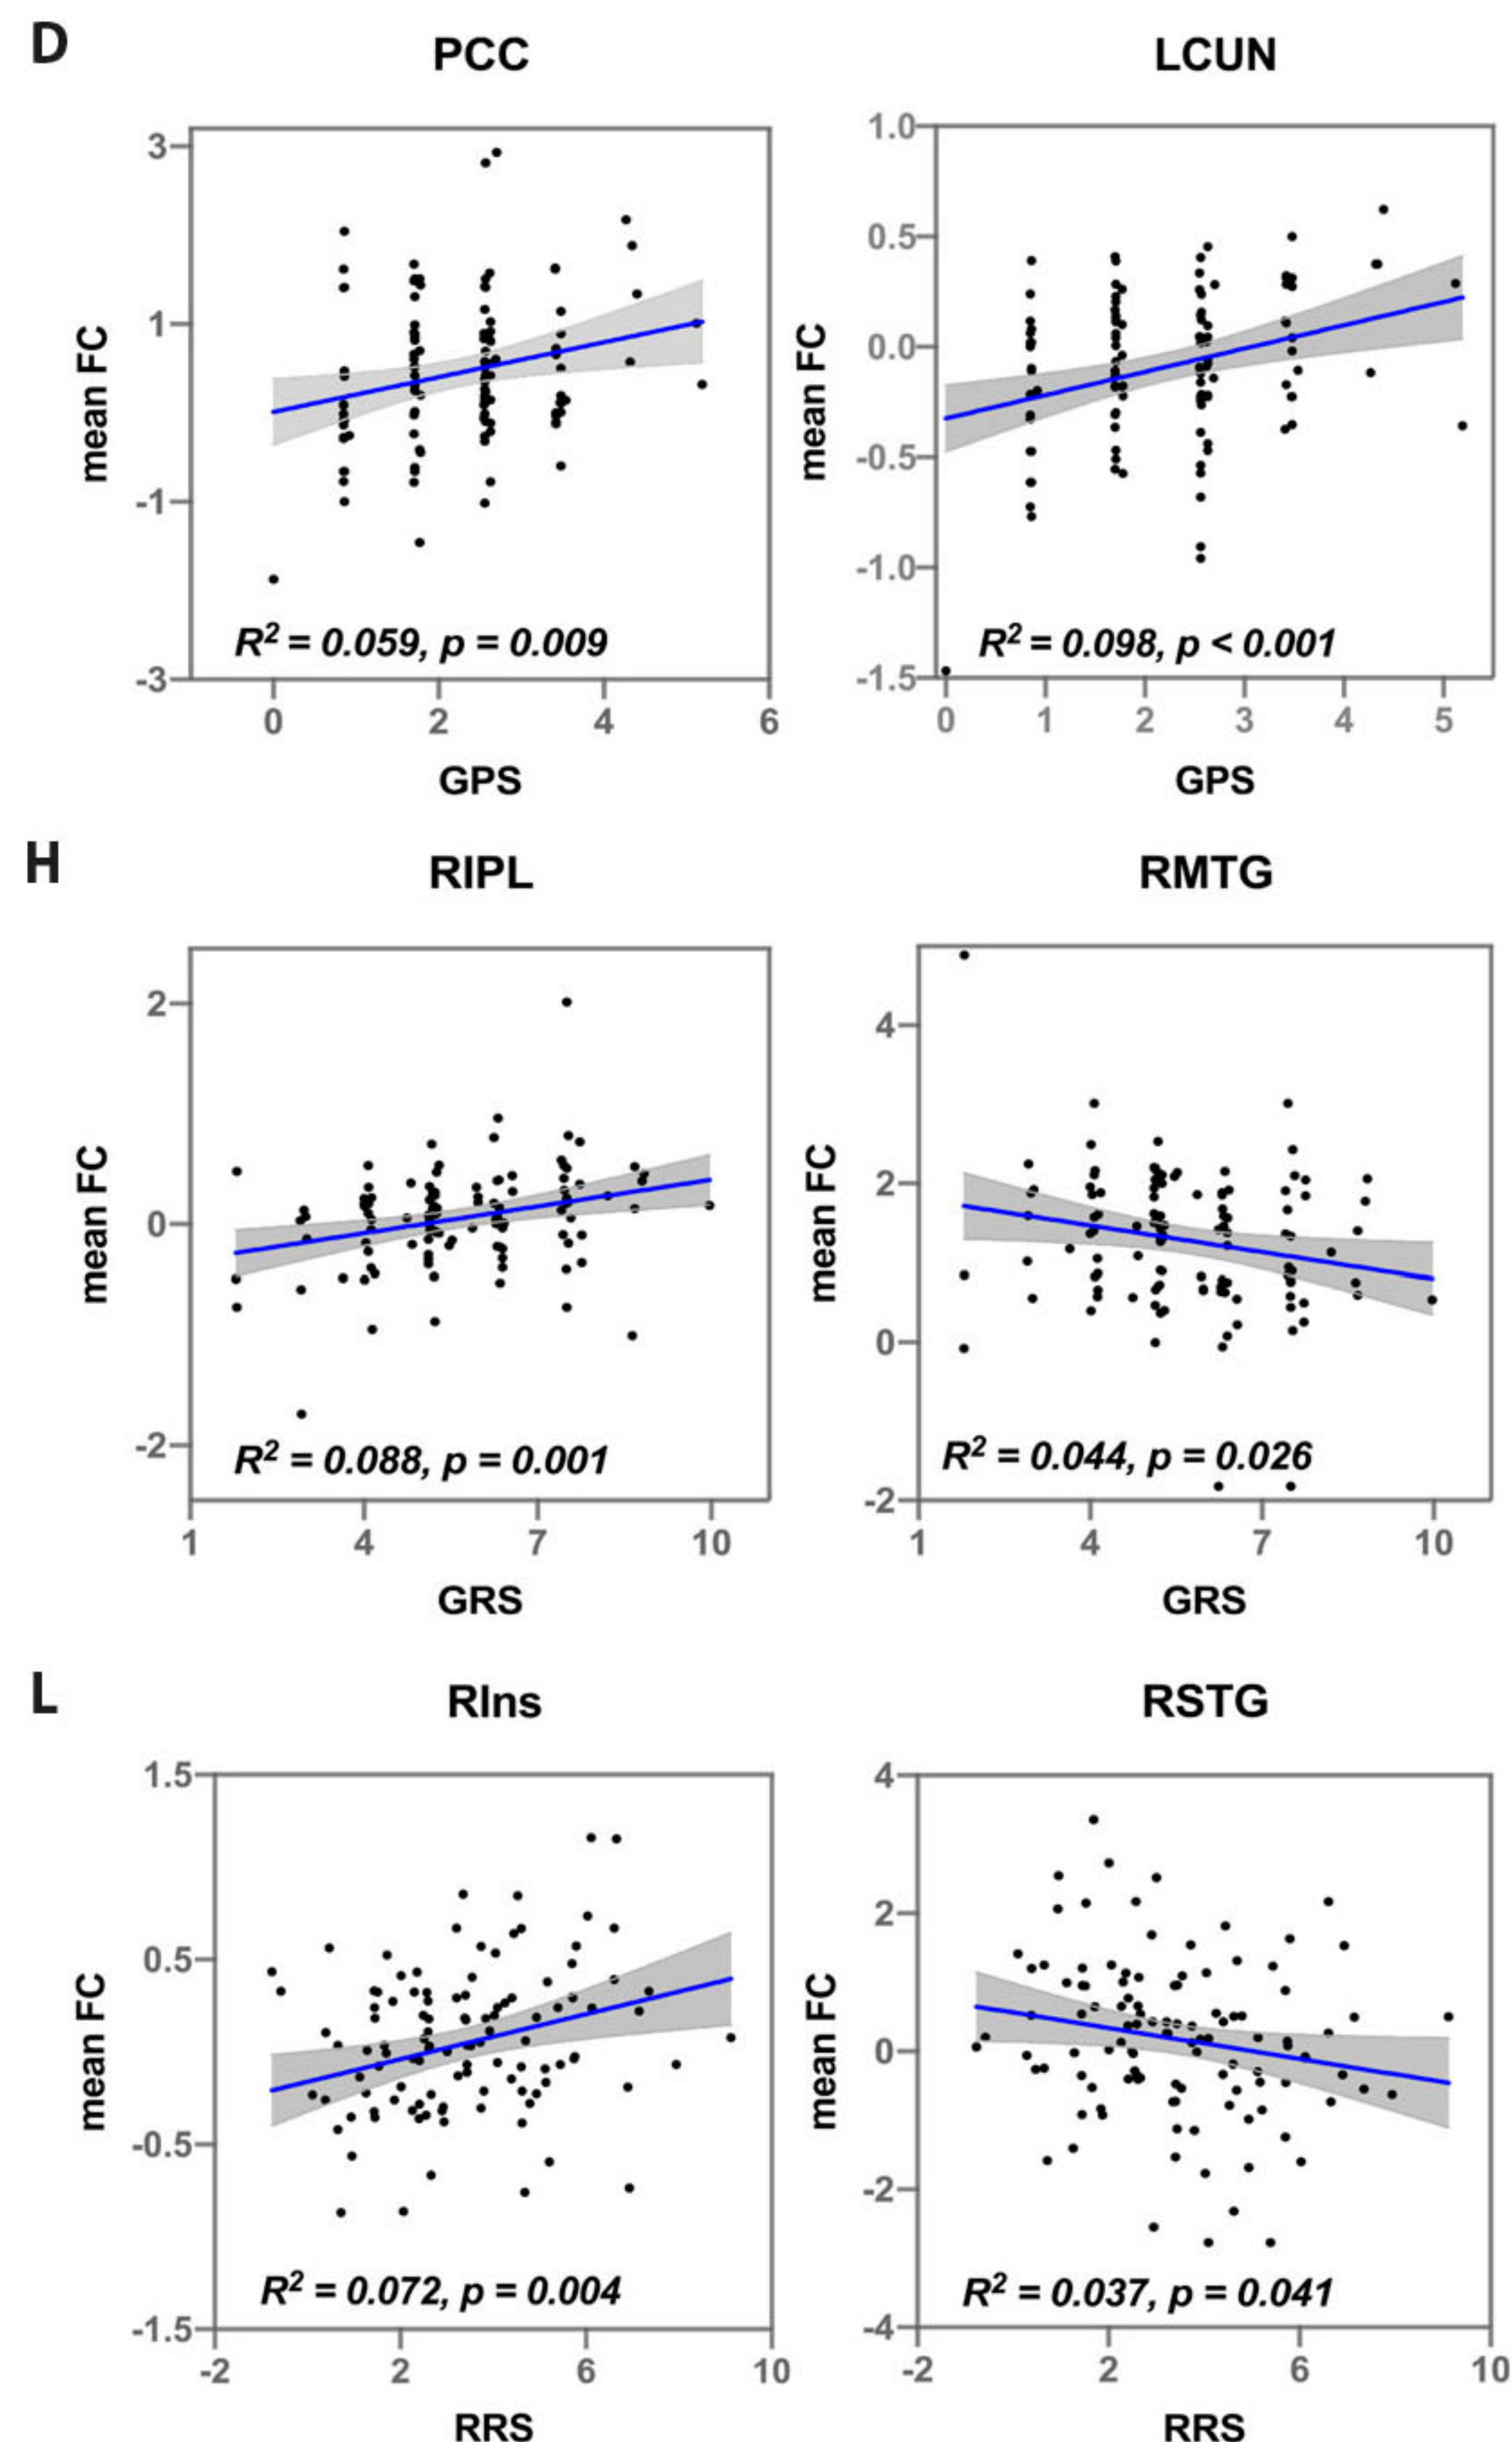 D
PCC
LCUN
mean FC
3
1
-1
-3
R² = 0.059, p = 0.009
0 2 4 6
GPS
mean FC
1.0
0.5
0.0
-0.5
-1.0
-1.5
R² = 0.098, p < 0.001
0 1 2 3 4 5
GPS
H
RIPL
RMTG
mean FC
2
0
-2
R² = 0.088, p = 0.001
1 4 7 10
GRS
mean FC
4
2
0
-2
R² = 0.044, p = 0.026
1 4 7 10
GRS
L
RIns
RSTG
mean FC
1.5
0.5
-0.5
-1.5
R² = 0.072, p = 0.004
-2 2 6 10
RRS
mean FC
4
2
0
-2
-4
R² = 0.037, p = 0.041
-2 2 6 10
RRS